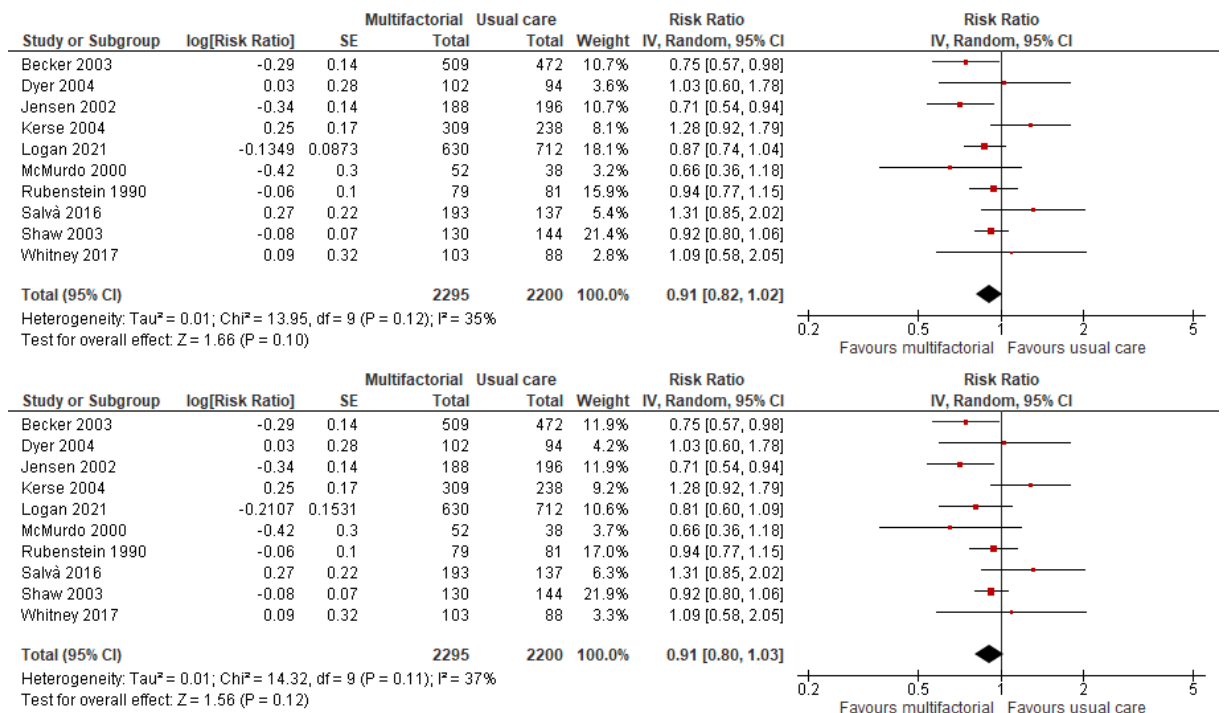 Multifactorial Usual care Risk Ratio Risk Ratio
Study or Subgroup log[Risk Ratio] SE Total Total Weight IV, Random, 95% CI IV, Random, 95% CI
Becker 2003 -0.29 0.14 509 472 10.7% 0.75 [0.57, 0.98]
Dyer 2004 0.03 0.28 102 94 3.6% 1.03 [0.60, 1.78]
Jensen 2002 -0.34 0.14 188 196 10.7% 0.71 [0.54, 0.94]
Kerse 2004 0.25 0.17 309 238 8.1% 1.28 [0.92, 1.79]
Logan 2021 -0.1349 0.0873 630 712 18.1% 0.87 [0.74, 1.04]
McMurdo 2000 -0.42 0.3 52 38 3.2% 0.66 [0.36, 1.18]
Rubenstein 1990 -0.06 0.1 79 81 15.9% 0.94 [0.77, 1.15]
Salvà 2016 0.27 0.22 193 137 5.4% 1.31 [0.85, 2.02]
Shaw 2003 -0.08 0.07 130 144 21.4% 0.92 [0.80, 1.06]
Whitney 2017 0.09 0.32 103 88 2.8% 1.09 [0.58, 2.05]
Total (95% CI) 2295 2200 100.0% 0.91 [0.82, 1.02]
Heterogeneity: Tau² = 0.01; Chi² = 13.95, df = 9 (P = 0.12); I² = 35%
Test for overall effect: Z = 1.66 (P = 0.10)
0.2 0.5 1 2 5
Favours multifactorial Favours usual care
Multifactorial Usual care Risk Ratio Risk Ratio
Study or Subgroup log[Risk Ratio] SE Total Total Weight IV, Random, 95% CI IV, Random, 95% CI
Becker 2003 -0.29 0.14 509 472 11.9% 0.75 [0.57, 0.98]
Dyer 2004 0.03 0.28 102 94 4.2% 1.03 [0.60, 1.78]
Jensen 2002 -0.34 0.14 188 196 11.9% 0.71 [0.54, 0.94]
Kerse 2004 0.25 0.17 309 238 9.2% 1.28 [0.92, 1.79]
Logan 2021 -0.2107 0.1531 630 712 10.6% 0.81 [0.60, 1.09]
McMurdo 2000 -0.42 0.3 52 38 3.7% 0.66 [0.36, 1.18]
Rubenstein 1990 -0.06 0.1 79 81 17.0% 0.94 [0.77, 1.15]
Salvà 2016 0.27 0.22 193 137 6.3% 1.31 [0.85, 2.02]
Shaw 2003 -0.08 0.07 130 144 21.9% 0.92 [0.80, 1.06]
Whitney 2017 0.09 0.32 103 88 3.3% 1.09 [0.58, 2.05]
Total (95% CI) 2295 2200 100.0% 0.91 [0.80, 1.03]
Heterogeneity: Tau² = 0.01; Chi² = 14.32, df = 9 (P = 0.11); I² = 37%
Test for overall effect: Z = 1.56 (P = 0.12)
0.2 0.5 1 2 5
Favours multifactorial Favours usual care